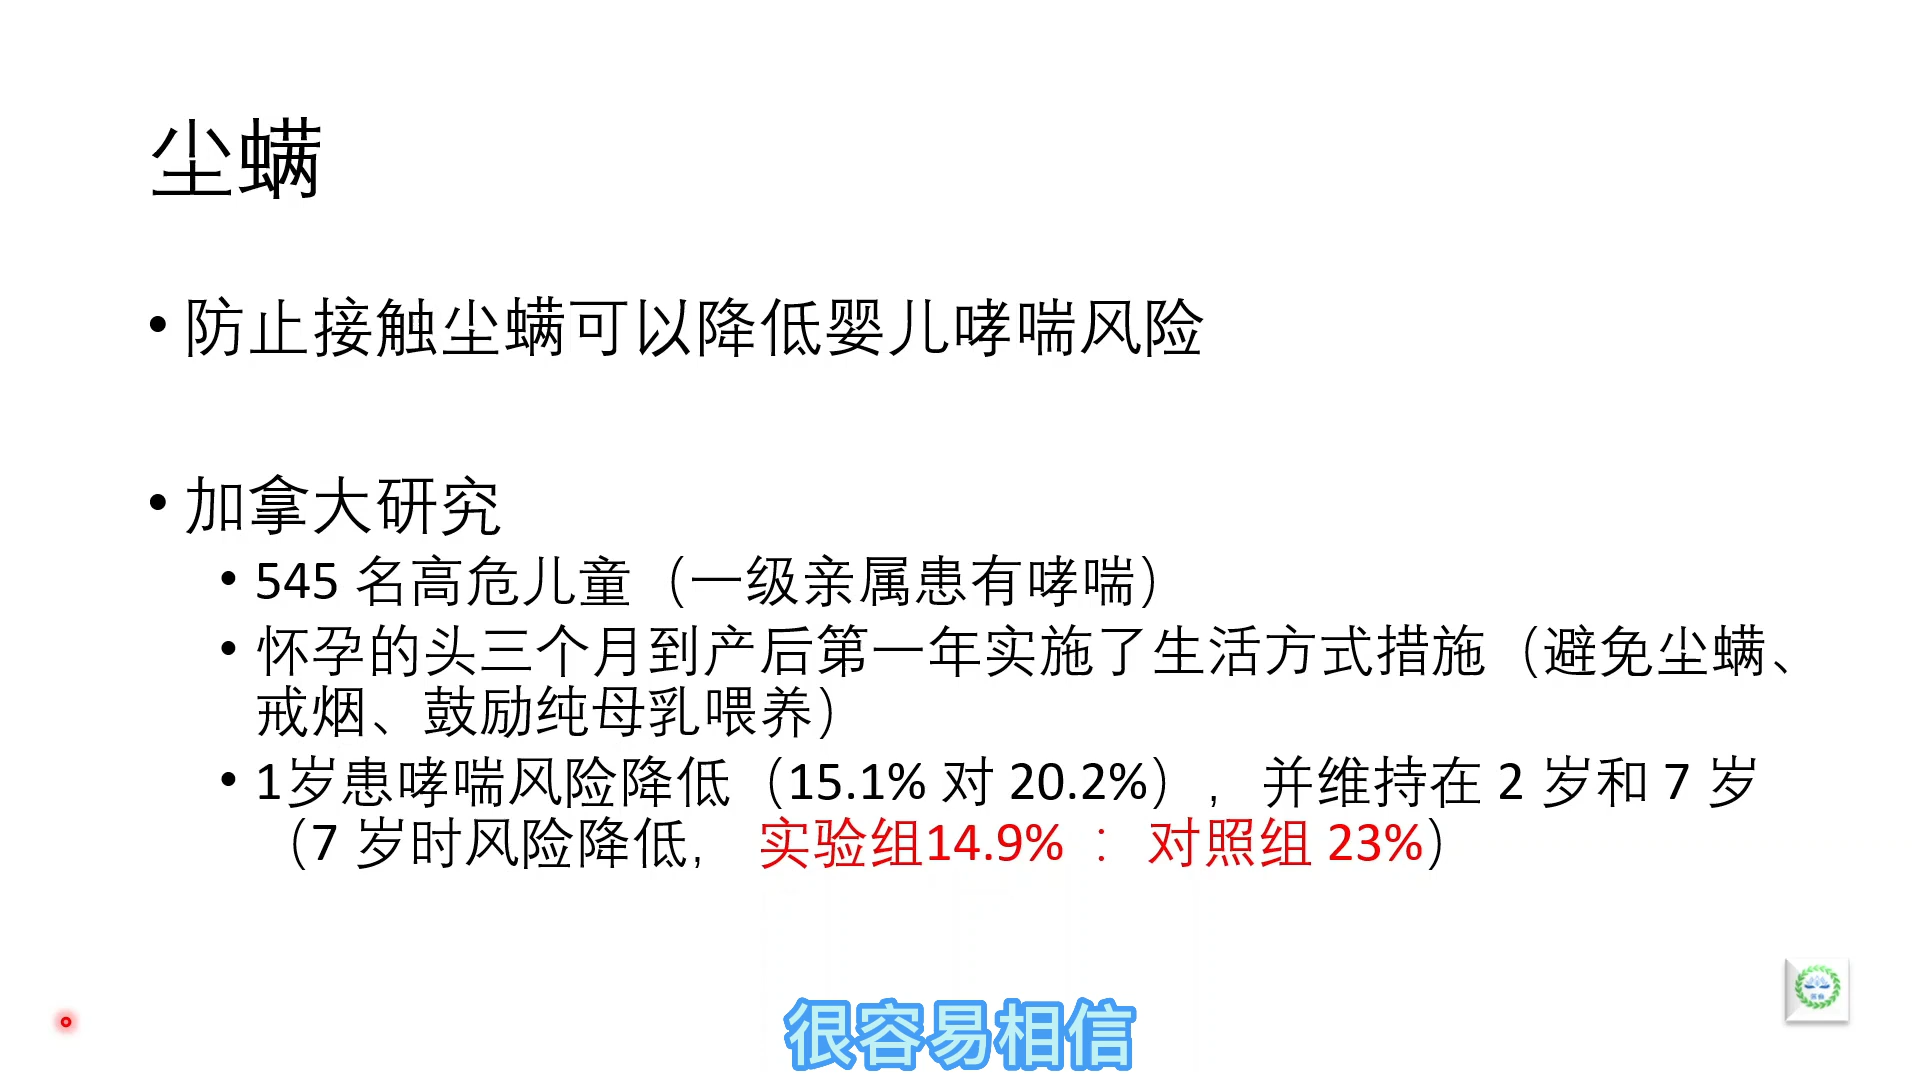 尘螨
• 防止接触尘螨可以降低婴儿哮喘风险
• 加拿大研究
• 545 名高危儿童（一级亲属患有哮喘）
• 怀孕的头三个月到产后第一年实施了生活方式措施（避免尘螨、
戒烟、鼓励纯母乳喂养）
• 1岁患哮喘风险降低（15.1% 对 20.2%），并维持在 2 岁和 7 岁
（7 岁时风险降低， 实验组14.9% ： 对照组 23%）
很容易相信